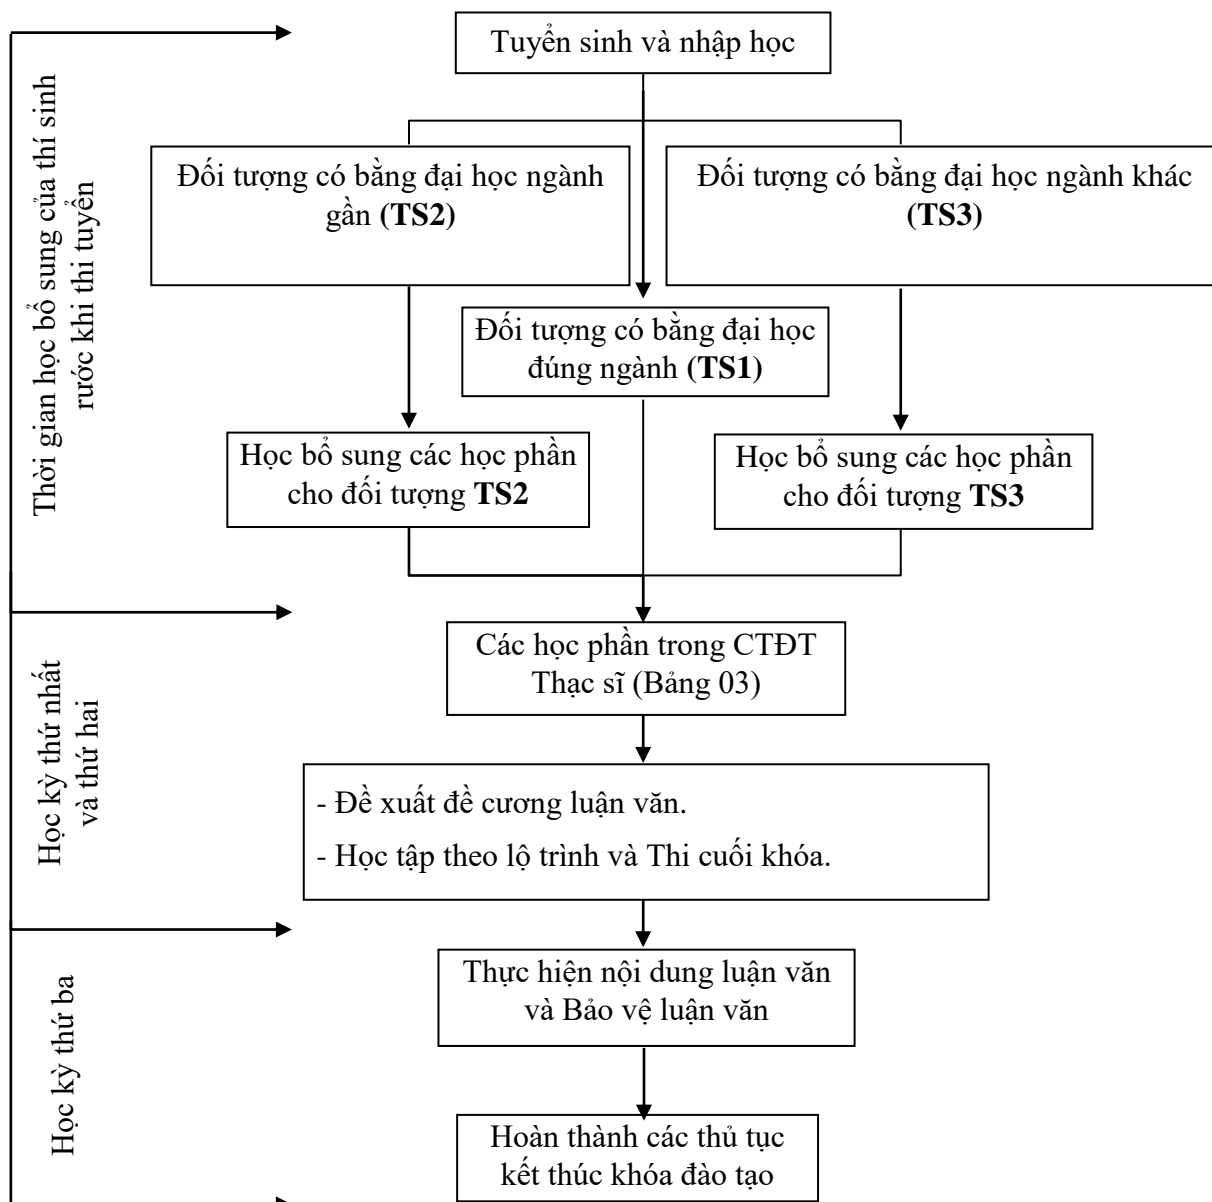 Tuyển sinh và nhập học
Đối tượng có bằng đại học ngành
gần (TS2)
Đối tượng có bằng đại học ngành khác
(TS3)
Đối tượng có bằng đại học
đúng ngành (TS1)
Học bổ sung các học phần
cho đối tượng TS2
Học bổ sung các học phần
cho đối tượng TS3
Thời gian học bổ sung của thí sinh
rước khi thi tuyển
Các học phần trong CTĐT
Thạc sĩ (Bảng 03)
- Đề xuất đề cương luận văn.
- Học tập theo lộ trình và Thi cuối khóa.
Học kỳ thứ nhất
và thứ hai
Thực hiện nội dung luận văn
và Bảo vệ luận văn
Hoàn thành các thủ tục
kết thúc khóa đào tạo
Học kỳ thứ ba